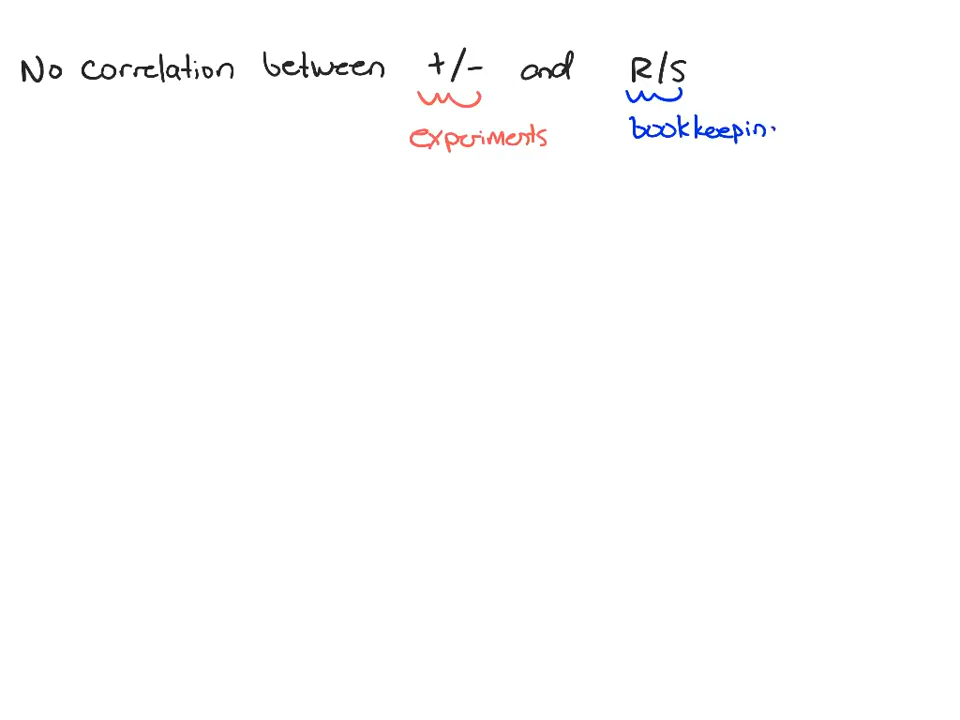 No correlation between +/- and R/S
experiments bookkeepin